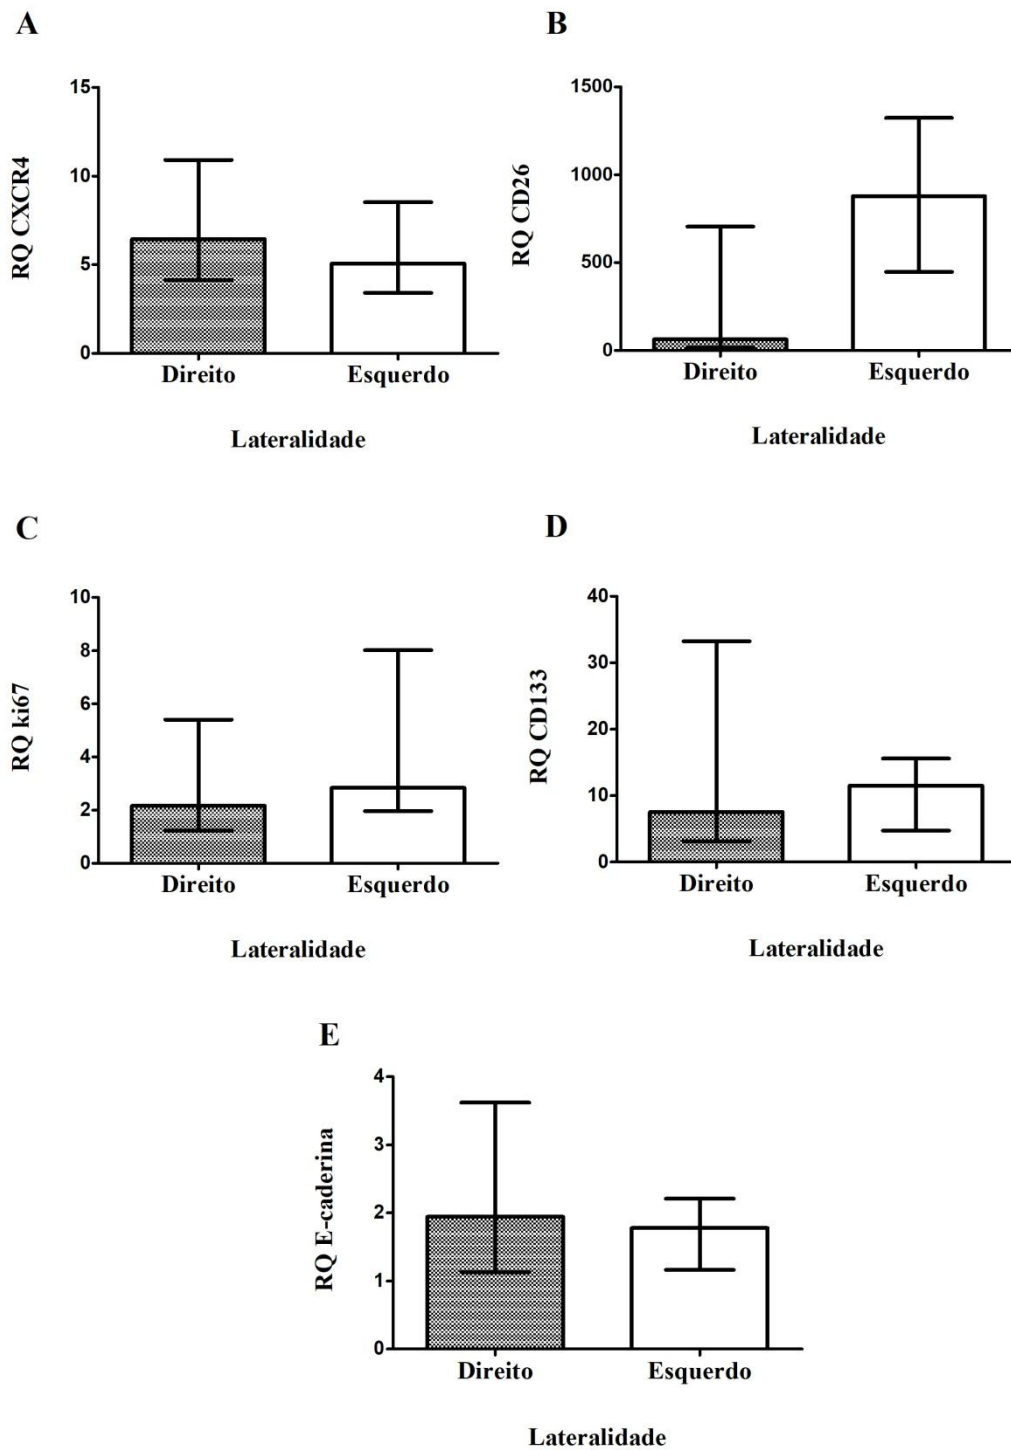 A
RQ CXCR4
15
10
5
0
Direito Esquerdo
Lateralidade
B
RQ CD26
1500
1000
500
0
Direito Esquerdo
Lateralidade
C
RQ ki67
10
8
6
4
2
0
Direito Esquerdo
Lateralidade
D
RQ CD133
40
30
20
10
0
Direito Esquerdo
Lateralidade
E
RQ E-caderina
4
3
2
1
0
Direito Esquerdo
Lateralidade